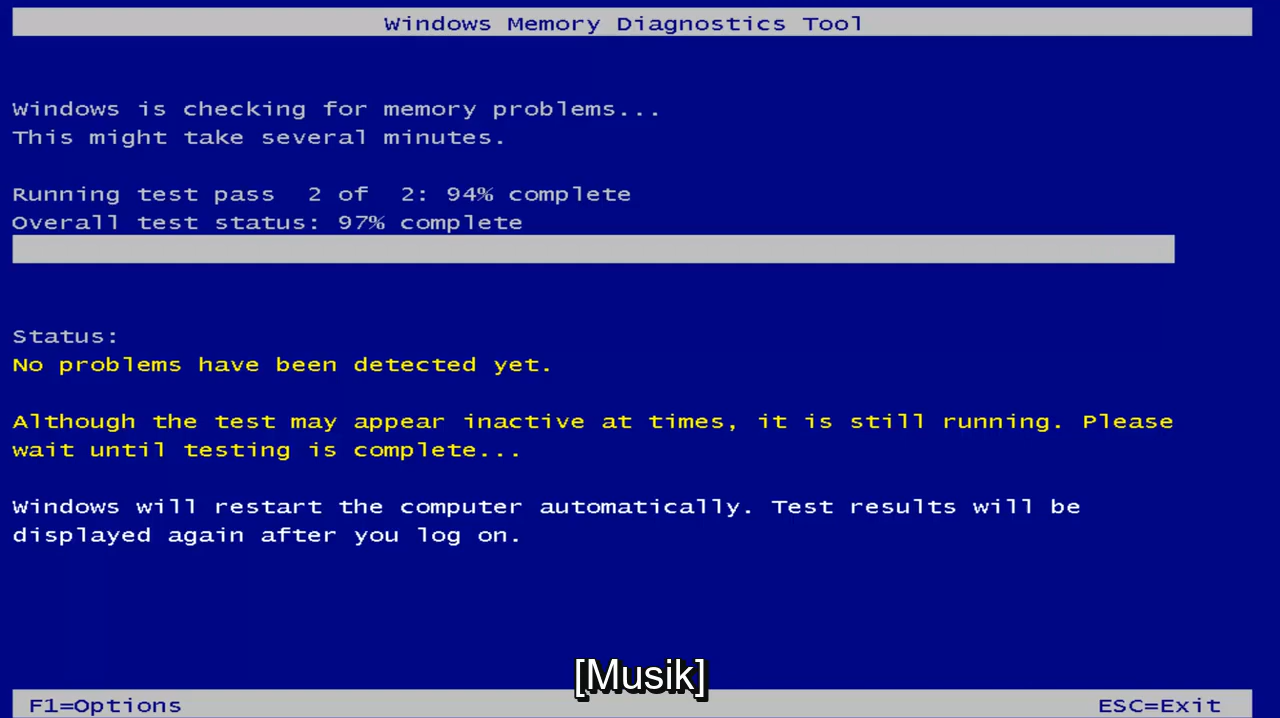 Windows Memory Diagnostics Tool
Windows is checking for memory problems...
This might take several minutes.
Running test pass  2 of  2: 94% complete
Overall test status: 97% complete
Status:
No problems have been detected yet.
Although the test may appear inactive at times, it is still running. Please
wait until testing is complete...
Windows will restart the computer automatically. Test results will be
displayed again after you log on.
[Musik]
F1=Options ESC=Exit